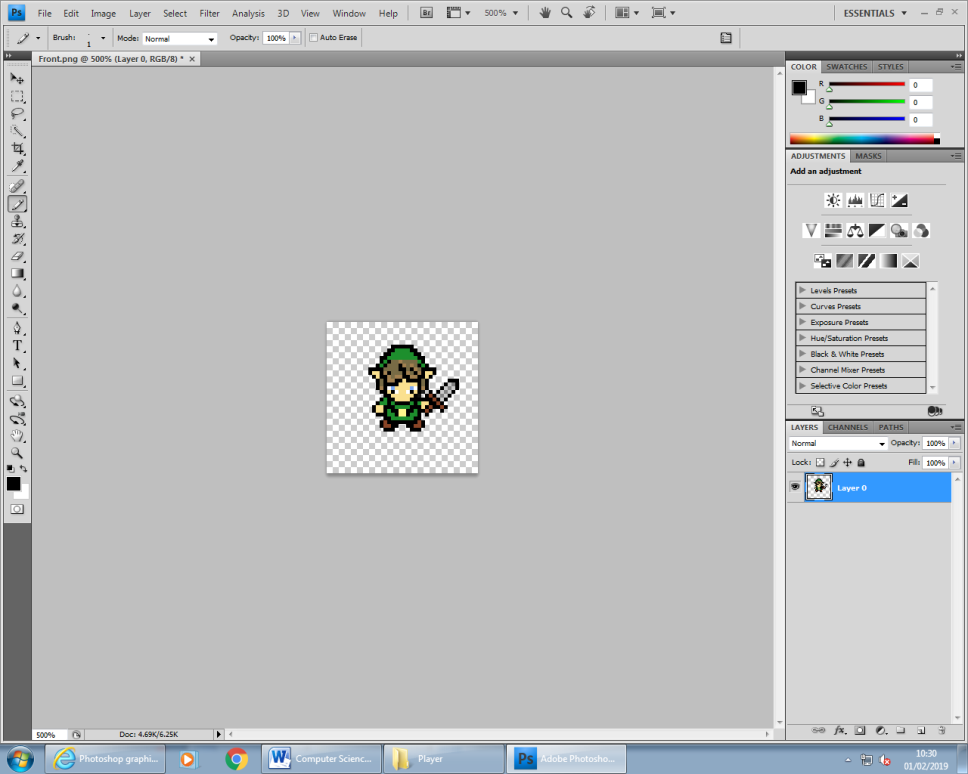 Ps File Edit Image Layer Select Filter Analysis 3D View Window Help Br 500% ESSENTIALS
Brush: 1 Mode: Normal Opacity: 100% Auto Erase
Front.png @ 500% (Layer 0, RGB/8) *
COLOR SWATCHES STYLES
R 0
G 0
B 0
ADJUSTMENTS MASKS
Add an adjustment
Levels Presets
Curves Presets
Exposure Presets
Hue/Saturation Presets
Black & White Presets
Channel Mixer Presets
Selective Color Presets
LAYERS CHANNELS PATHS
Normal Opacity: 100%
Lock: Fill: 100%
Layer 0
T
500% Doc: 4.69K/6.25K
fx.
Photoshop graphi... Computer Scienc... Player Ps Adobe Photosho...
10:30
01/02/2019